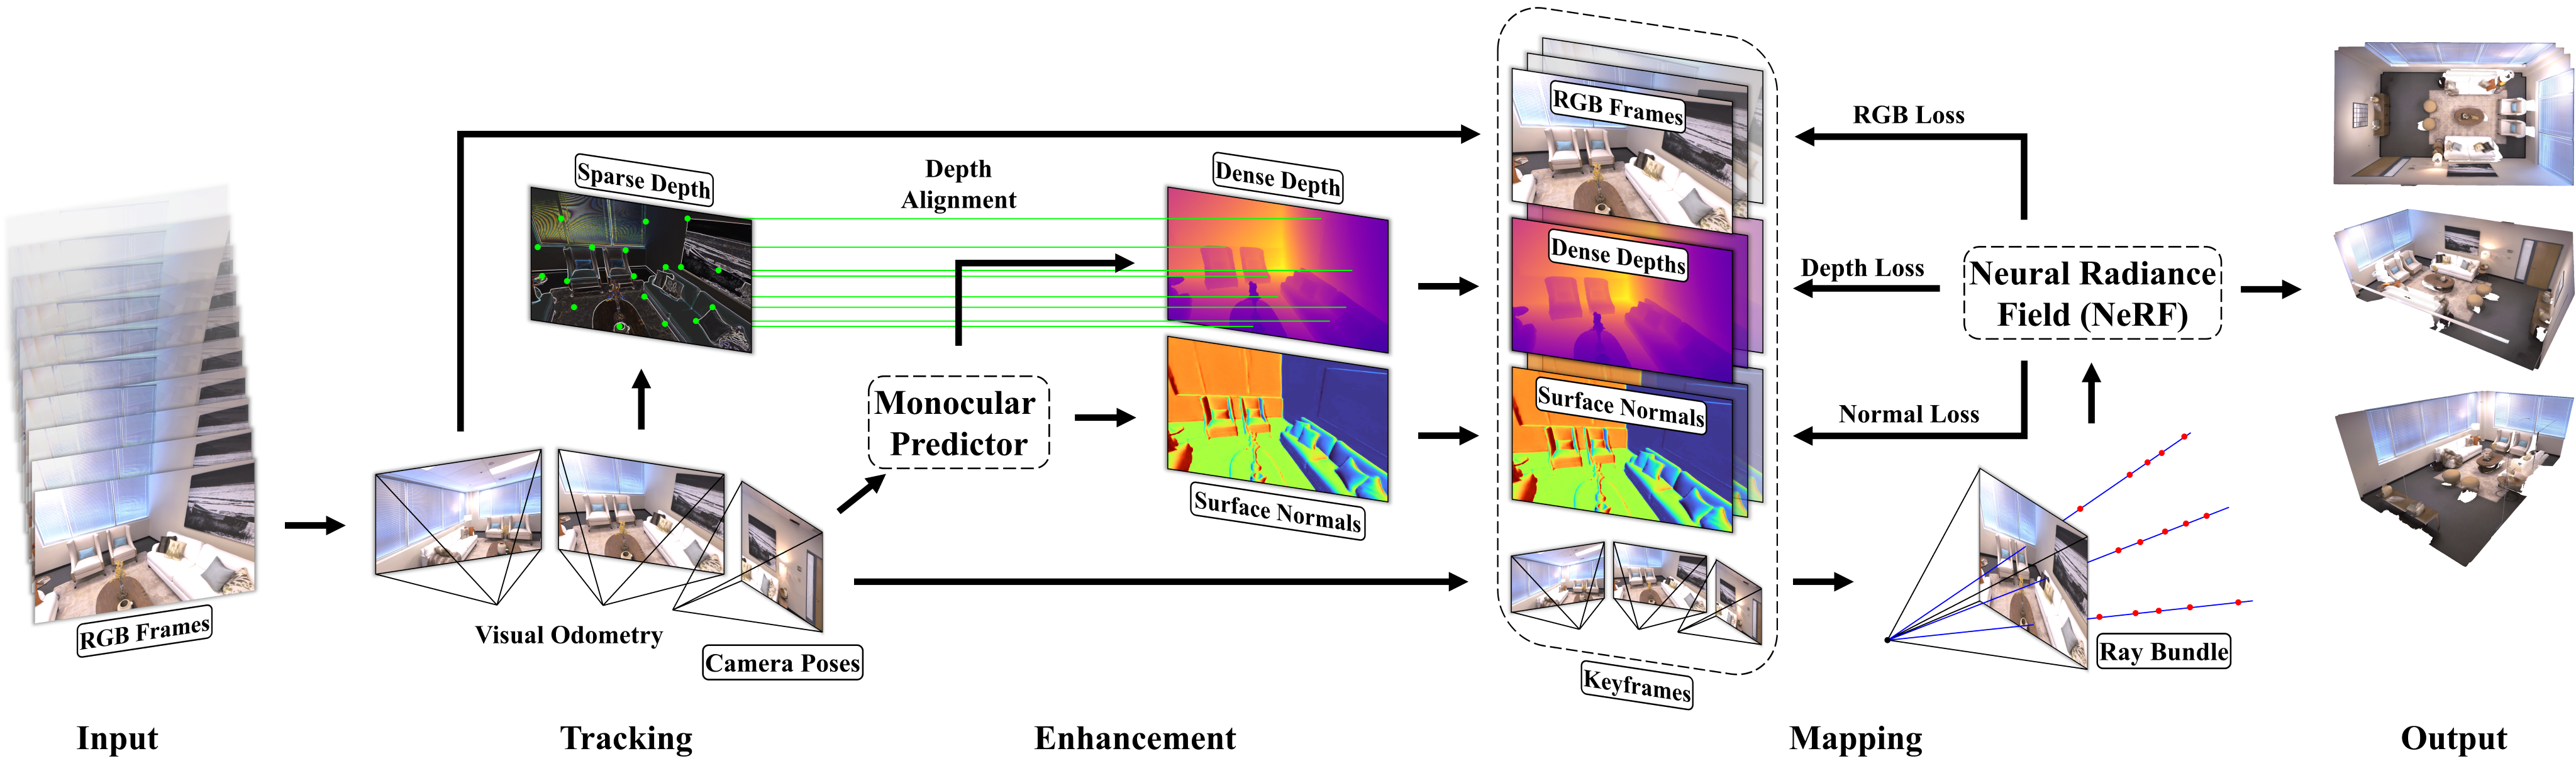 RGB Frames
Visual Odometry
Camera Poses
Sparse Depth
Depth
Alignment
Monocular
Predictor
Dense Depth
Surface Normals
RGB Frames
Dense Depths
Surface Normals
Keyframes
RGB Loss
Depth Loss
Normal Loss
Neural Radiance
Field (NeRF)
Ray Bundle
Input
Tracking
Enhancement
Mapping
Output